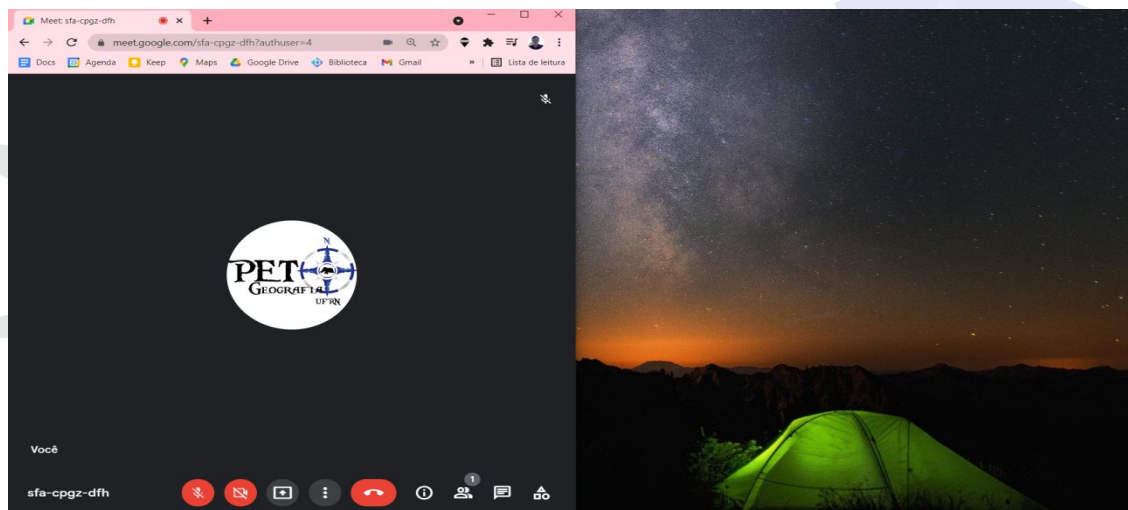 Meet: sfa-cpgz-dfh
meet.google.com/sfa-cpgz-dfh?authuser=4
Docs Agenda Keep Maps Google Drive Biblioteca Gmail » Lista de leitura
N
PET
GEOGRAFIA
UFRN
Você
sfa-cpgz-dfh
1